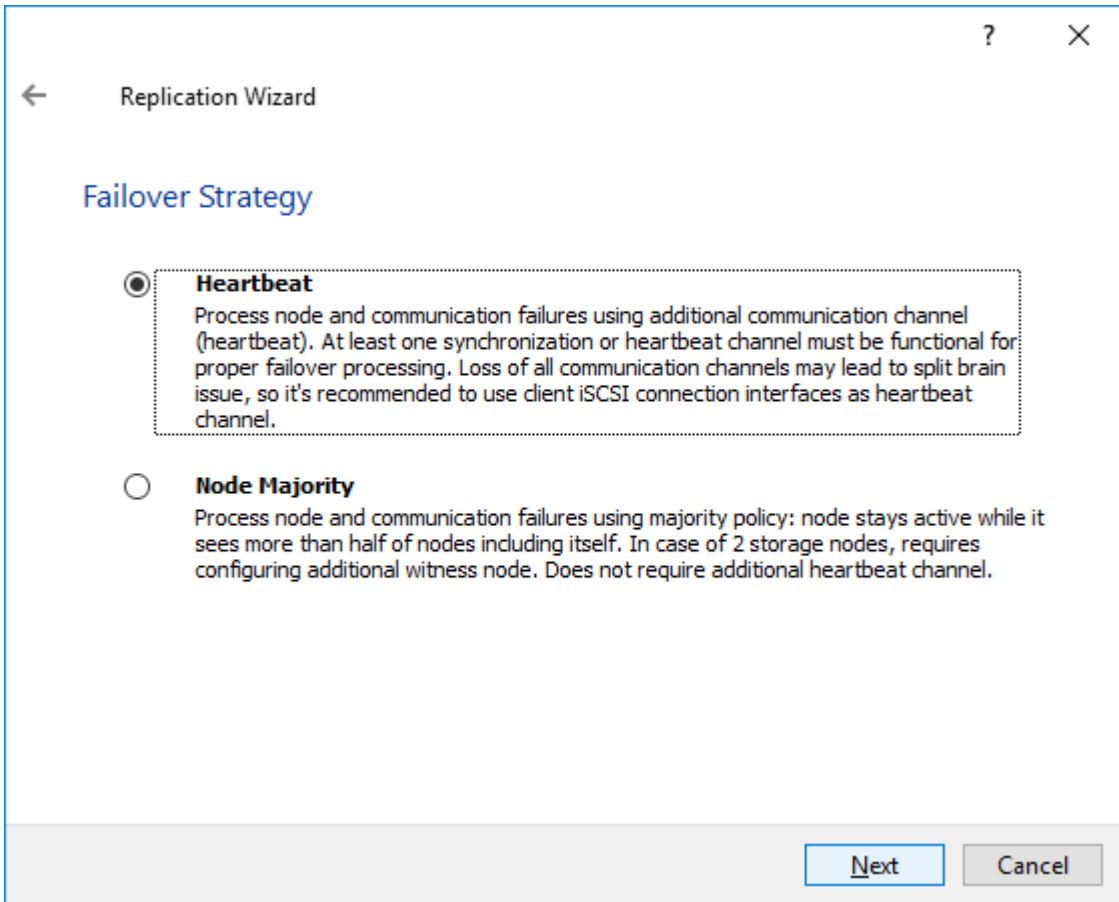 ?
Replication Wizard
Failover Strategy
Heartbeat
Process node and communication failures using additional communication channel
(heartbeat). At least one synchronization or heartbeat channel must be functional for
proper failover processing. Loss of all communication channels may lead to split brain
issue, so it's recommended to use client iSCSI connection interfaces as heartbeat
channel.
Node Majority
Process node and communication failures using majority policy: node stays active while it
sees more than half of nodes including itself. In case of 2 storage nodes, requires
configuring additional witness node. Does not require additional heartbeat channel.
Next Cancel